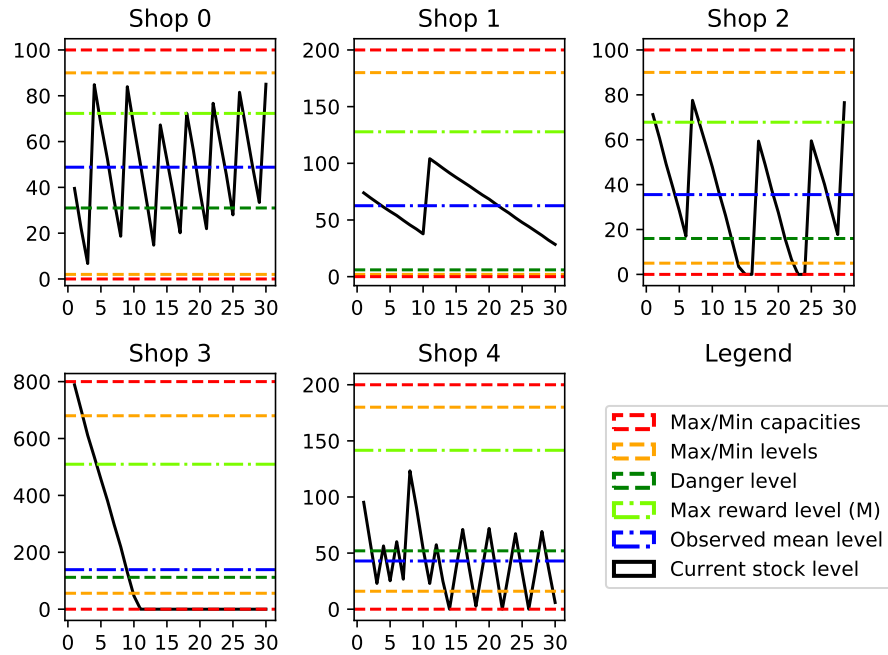 Shop 0
100
80
60
40
20
0
0 5 10 15 20 25 30
Shop 1
200
150
100
50
0
0 5 10 15 20 25 30
Shop 2
100
80
60
40
20
0
0 5 10 15 20 25 30
Shop 3
800
600
400
200
0
0 5 10 15 20 25 30
Shop 4
200
150
100
50
0
0 5 10 15 20 25 30
Legend
Max/Min capacities
Max/Min levels
Danger level
Max reward level (M)
Observed mean level
Current stock level